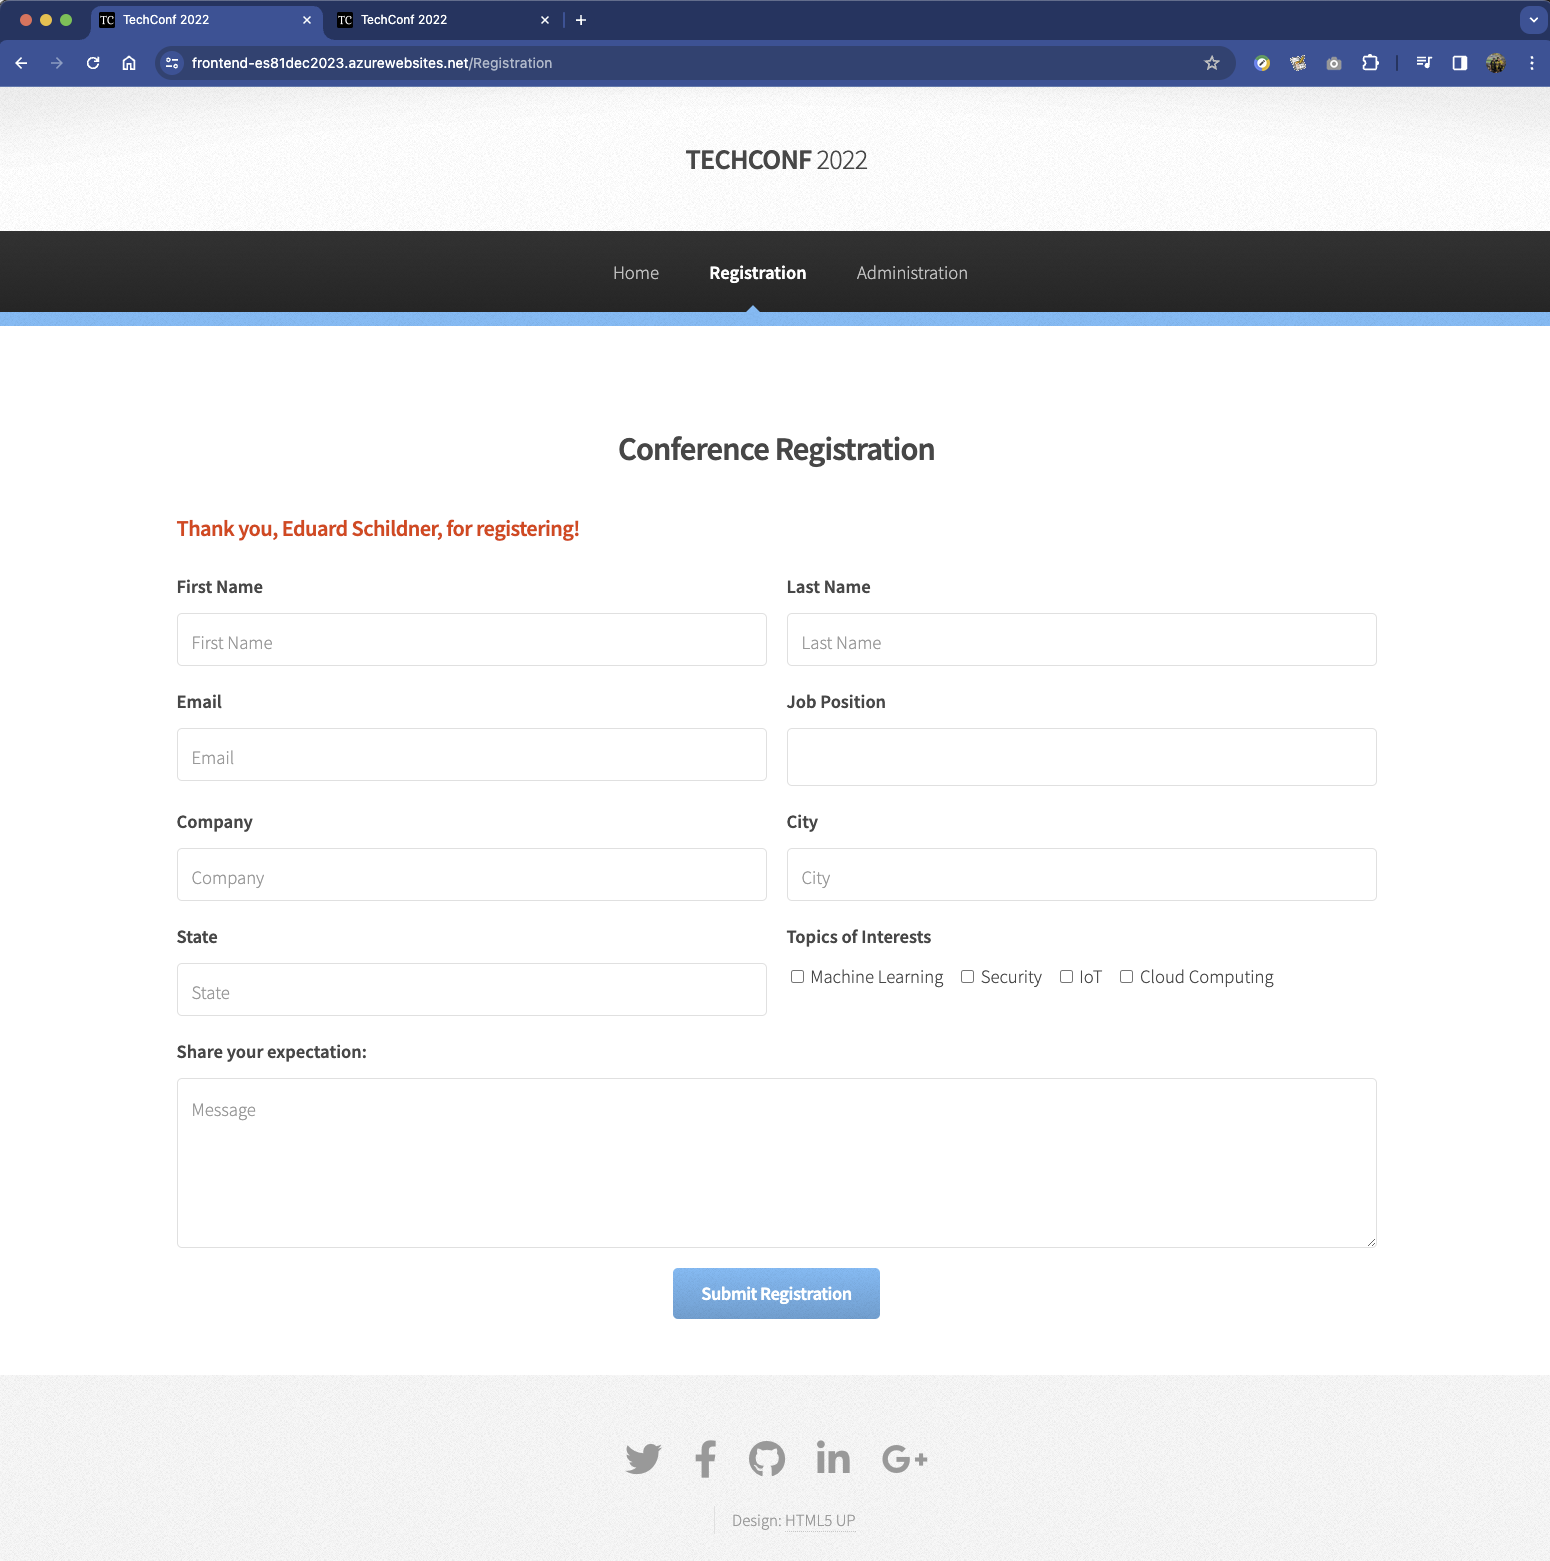 TC TechConf 2022
TC TechConf 2022
frontend-es81dec2023.azurewebsites.net/Registration
TECHCONF 2022
Home Registration Administration
Conference Registration
Thank you, Eduard Schildner, for registering!
First Name Last Name
First Name Last Name
Email Job Position
Email
Company City
Company City
State Topics of Interests
Machine Learning Security IoT Cloud Computing
State
Share your expectation:
Message
Submit Registration
Design: HTML5 UP